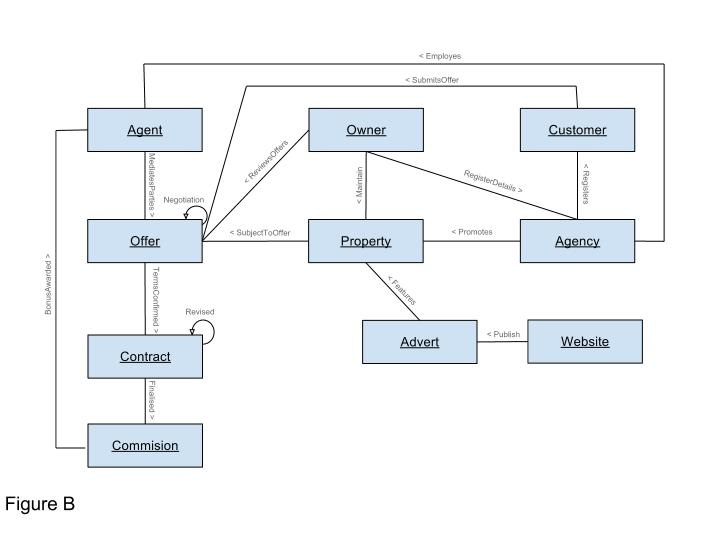 < Employes
< SubmitsOffer
Agent
Owner
Customer
MediatesParties >
< ReviewsOffers
< Maintain
RegisterDetails >
< Registers
Negotiation
Offer
< SubjectToOffer
Property
< Promotes
Agency
BonsAwarded >
TermsConfirmed >
< Features
Revised
Contract
Advert
< Publish
Website
Finalised <
Commision
Figure B